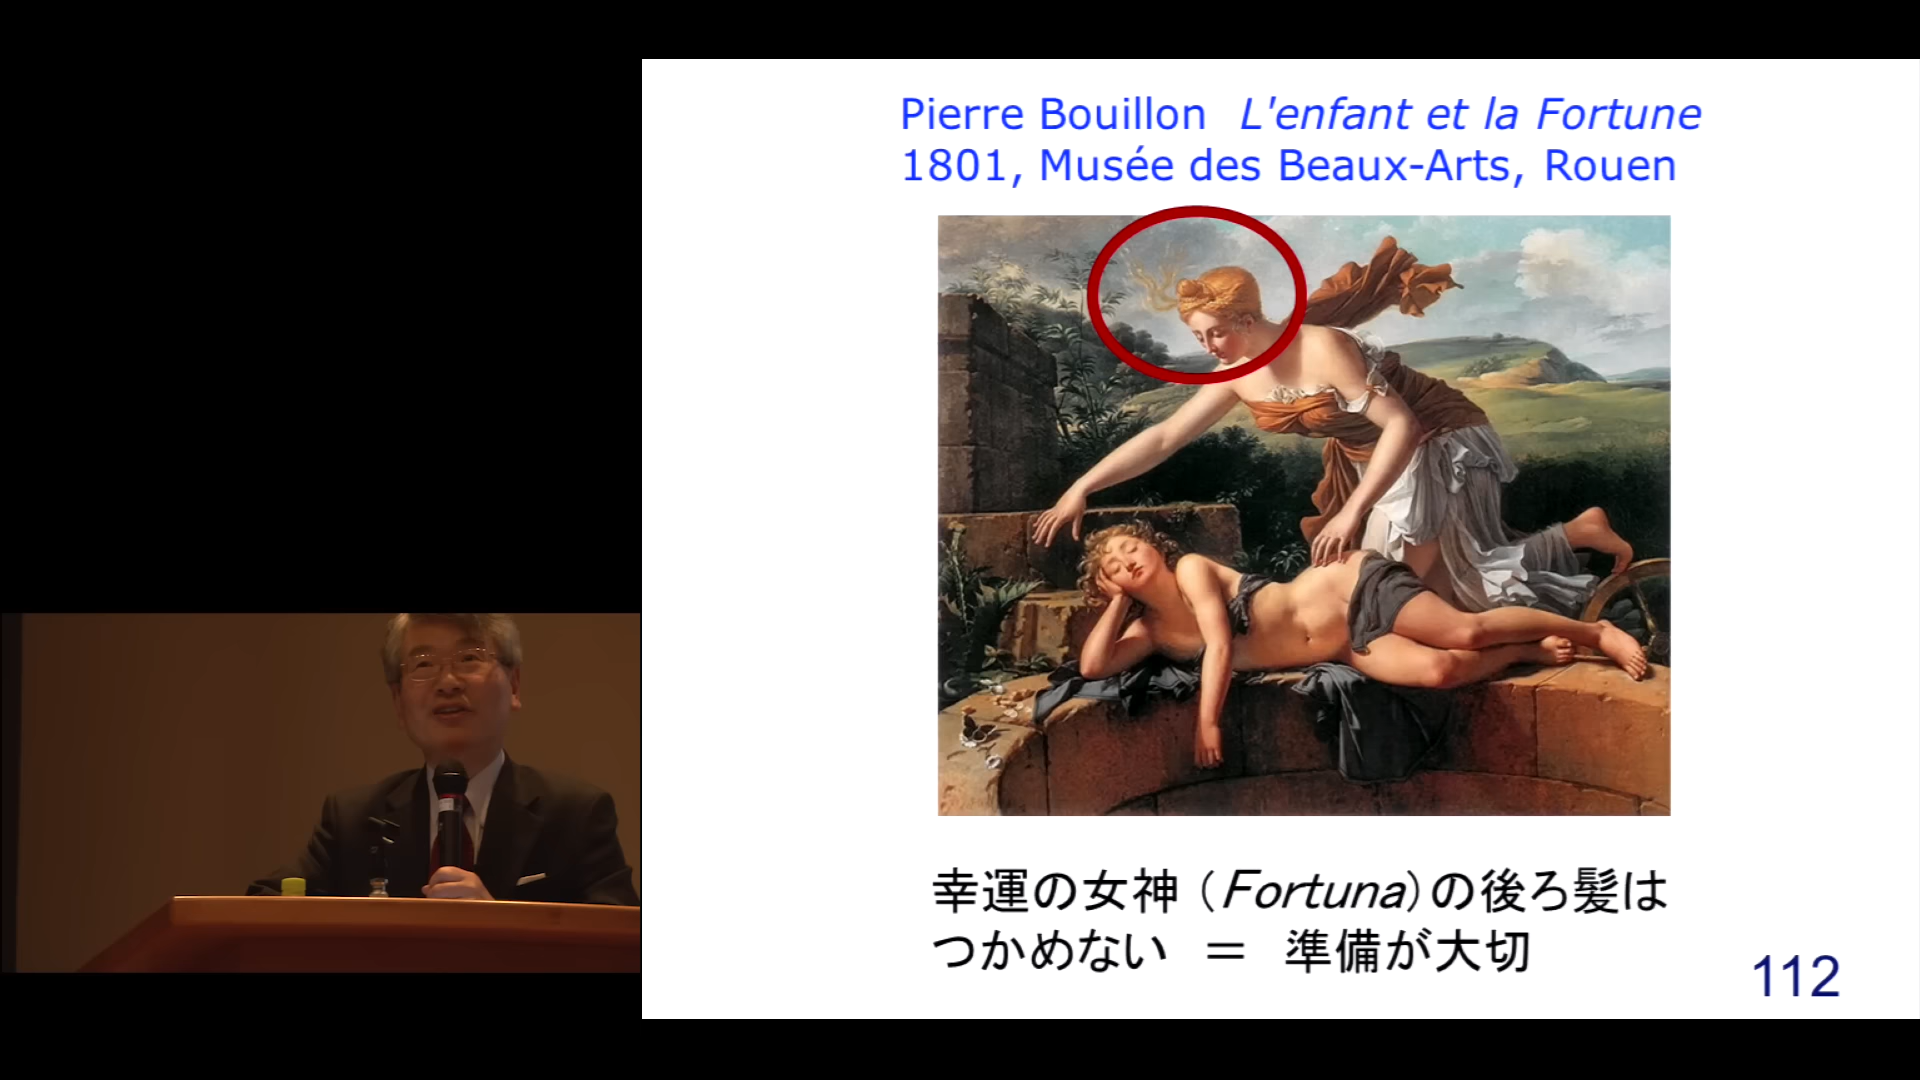 Pierre Bouillon L'enfant et la Fortune
1801, Musée des Beaux-Arts, Rouen
幸運の女神（Fortuna）の後ろ髪は
つかめない ＝ 準備が大切
112